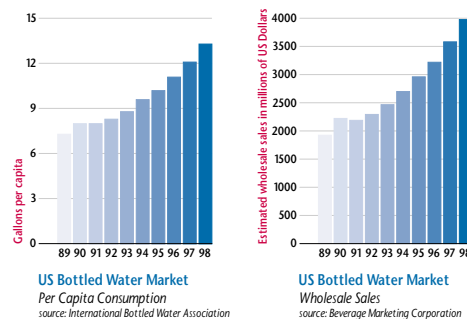 Gallons per capita
15
12
9
6
3
0
89 90 91 92 93 94 95 96 97 98
US Bottled Water Market
Per Capita Consumption
source: International Bottled Water Association
Estimated wholesale sales in millions of US Dollars
4000
3500
3000
2500
2000
1500
1000
500
0
89 90 91 92 93 94 95 96 97 98
US Bottled Water Market
Wholesale Sales
source: Beverage Marketing Corporation